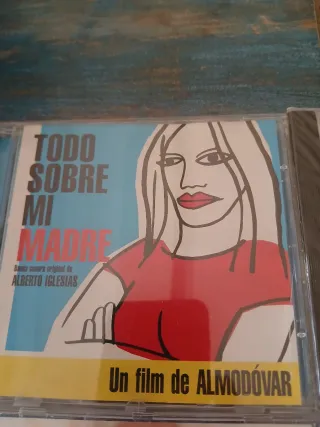 TODO
SOBRE
MI
MADRE
Banda sonora original de
ALBERTO IGLESIAS
Un film de ALMODÓVAR